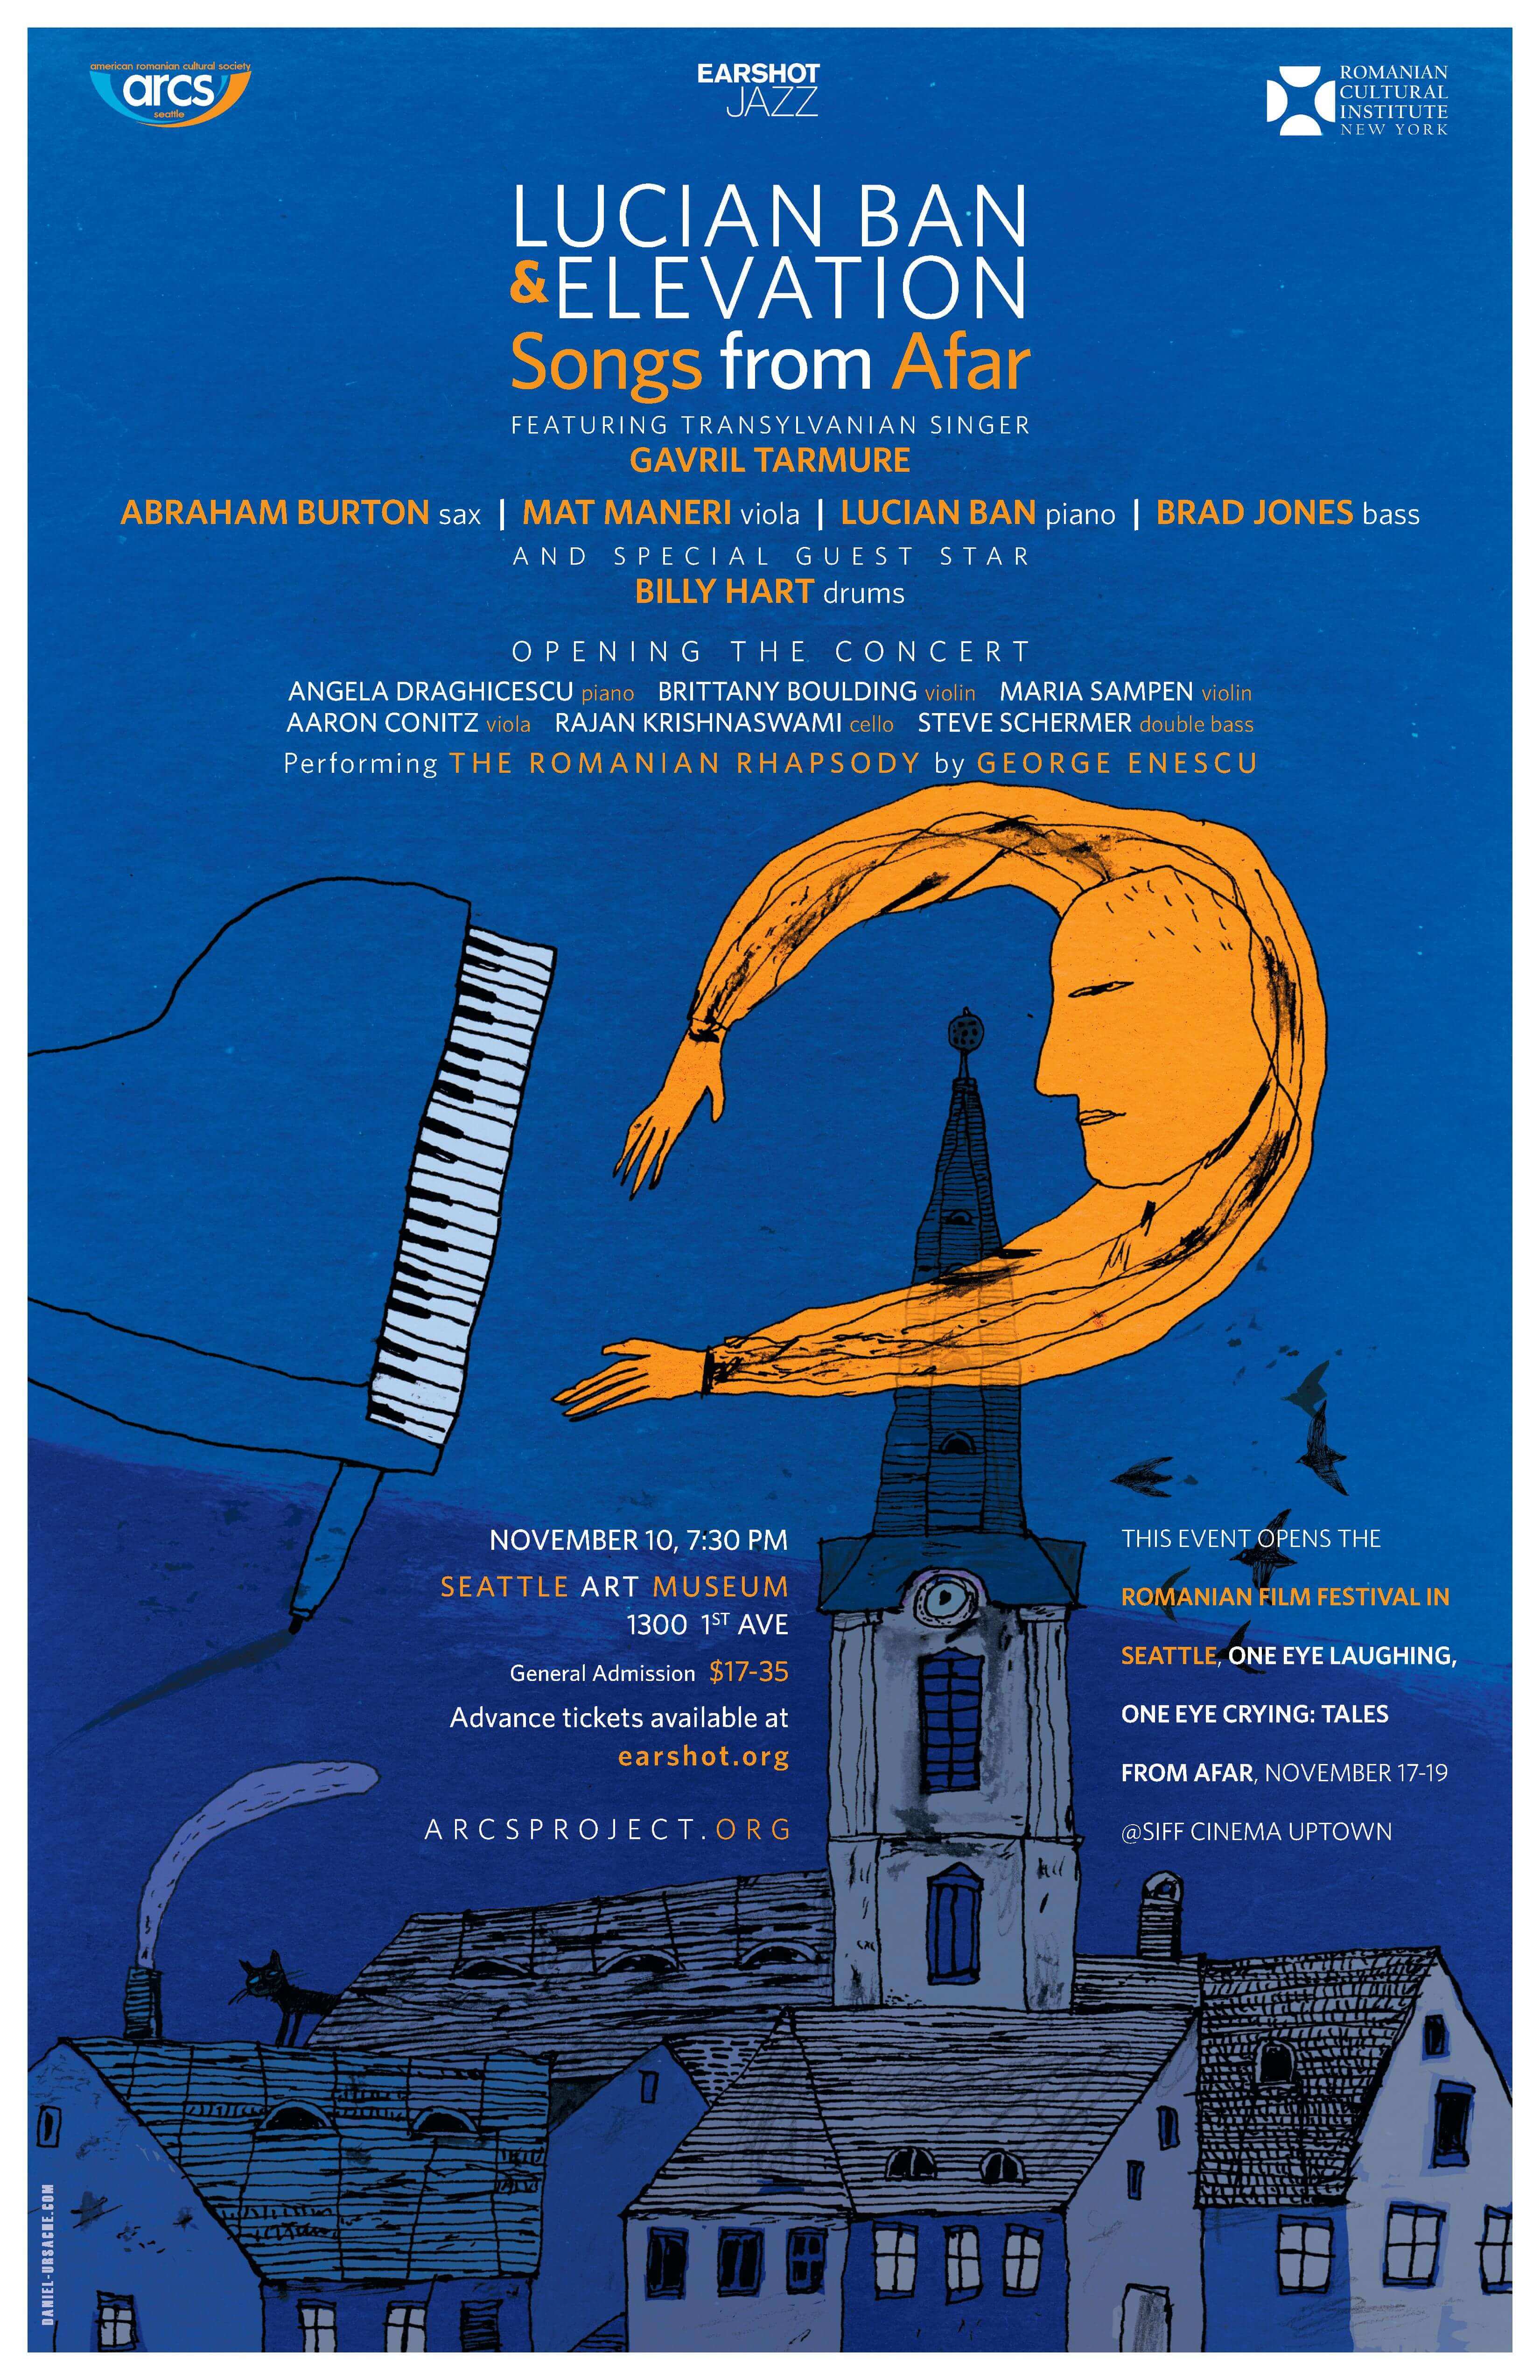 american romanian cultural society
arcs
seattle
EARSHOT
JAZZ
ROMANIAN
CULTURAL
INSTITUTE
NEW YORK
LUCIAN BAN
&ELEVATION
Songs from Afar
FEATURING TRANSYLVANIAN SINGER
GAVRIL TARMURE
ABRAHAM BURTON sax | MAT MANERI viola | LUCIAN BAN piano | BRAD JONES bass
AND SPECIAL GUEST STAR
BILLY HART drums
OPENING THE CONCERT
ANGELA DRAGHICESCU piano BRITTANY BOULDING violin MARIA SAMPEN violin
AARON CONITZ viola RAJAN KRISHNASWAMI cello STEVE SCHERMER double bass
Performing THE ROMANIAN RHAPSODY by GEORGE ENESCU
NOVEMBER 10, 7:30 PM
SEATTLE ART MUSEUM
1300 1ST AVE
General Admission $17-35
Advance tickets available at
earshot.org
ARCSPROJECT.ORG
THIS EVENT OPENS THE
ROMANIAN FILM FESTIVAL IN
SEATTLE, ONE EYE LAUGHING,
ONE EYE CRYING: TALES
FROM AFAR, NOVEMBER 17-19
@SIFF CINEMA UPTOWN
DANIEL-URSACHE.COM